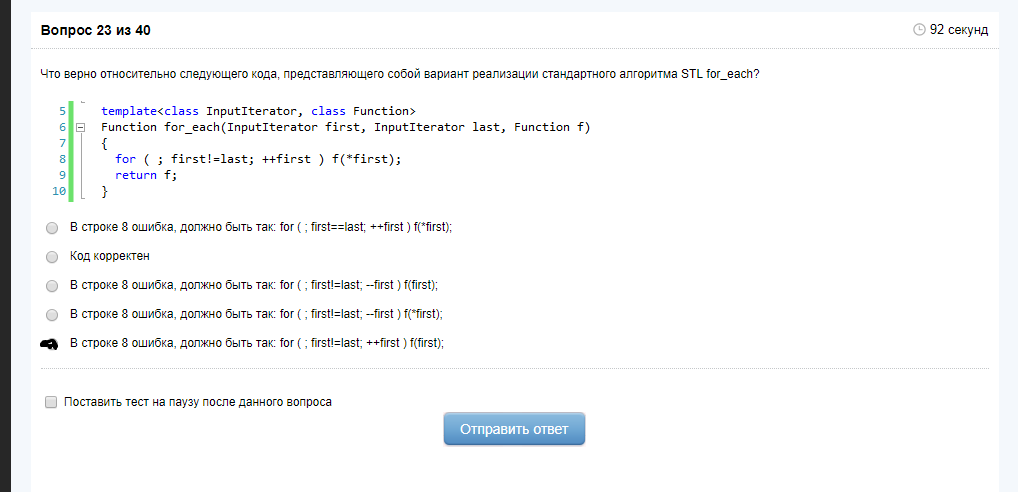 Вопрос 23 из 40
92 секунд
Что верно относительно следующего кода, представляющего собой вариант реализации стандартного алгоритма STL for_each?
5 template<class InputIterator, class Function>
6 Function for_each(InputIterator first, InputIterator last, Function f)
7 {
8 for ( ; first!=last; ++first ) f(*first);
9 return f;
10 }
В строке 8 ошибка, должно быть так: for ( ; first==last; ++first ) f(*first);
Код корректен
В строке 8 ошибка, должно быть так: for ( ; first!=last; --first ) f(first);
В строке 8 ошибка, должно быть так: for ( ; first!=last; --first ) f(*first);
В строке 8 ошибка, должно быть так: for ( ; first!=last; ++first ) f(first);
Поставить тест на паузу после данного вопроса
Отправить ответ